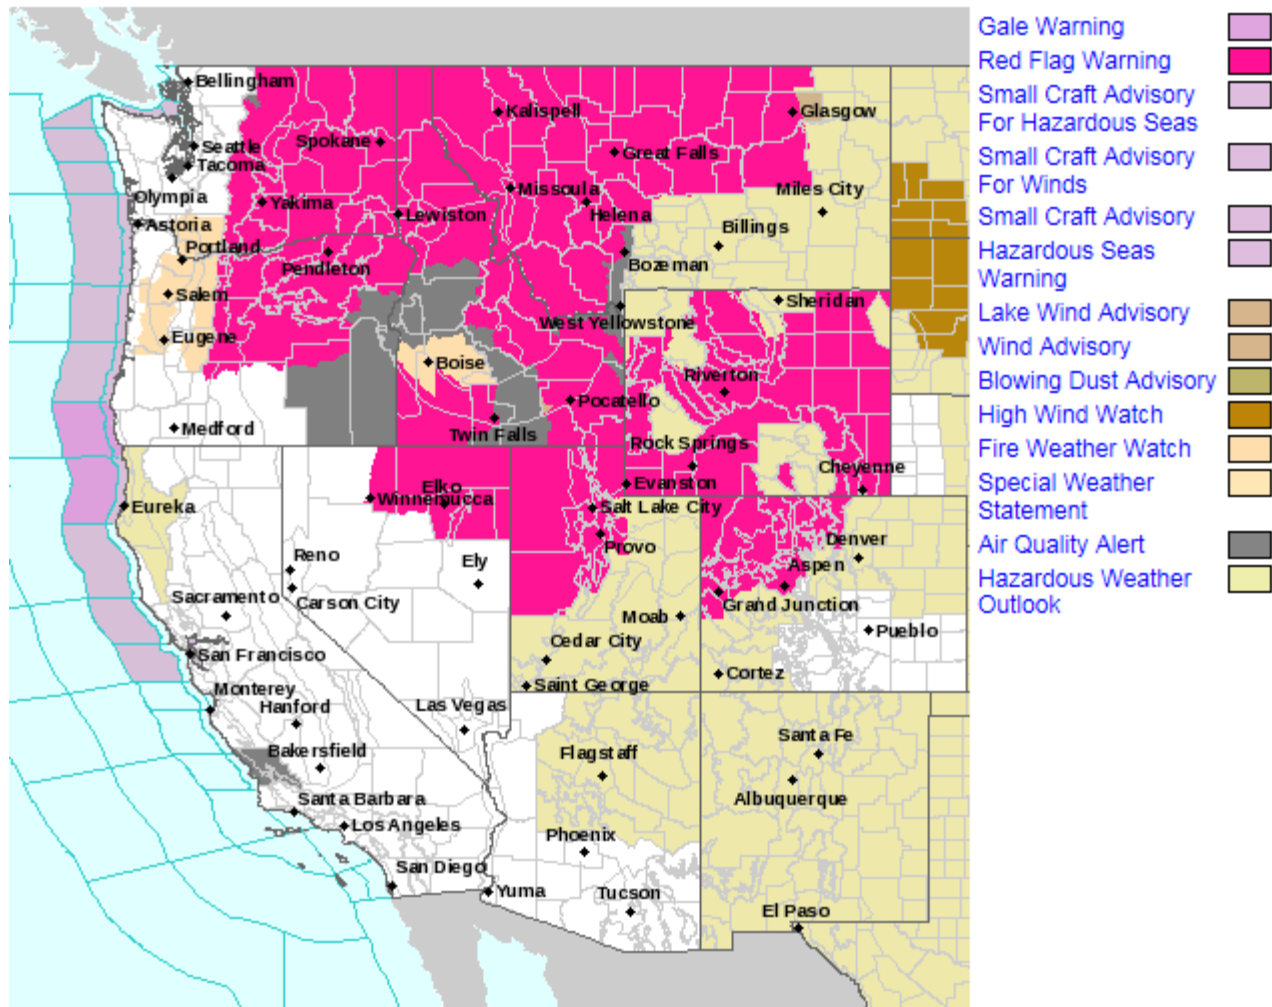 Bellingham
Seattle
Tacoma
Olympia
Astoria
Portland
Salem
Eugene
Medford
Spokane
Yakima
Pendleton
Lewiston
Kalispell
Great Falls
Missoula
Helena
Glasgow
Miles City
Billings
Bozeman
West Yellowstone
Sheridan
Riverton
Boise
Pocatello
Twin Falls
Rock Springs
Cheyenne
Evanston
Elko
Winnemucca
Salt Lake City
Provo
Eureka
Reno
Carson City
Ely
Sacramento
Denver
Aspen
Grand Junction
Moab
Pueblo
Cedar City
Cortez
Saint George
San Francisco
Monterey
Hanford
Las Vegas
Bakersfield
Flagstaff
Santa Fe
Albuquerque
Santa Barbara
Los Angeles
Phoenix
San Diego
Yuma
Tucson
El Paso
Gale Warning
Red Flag Warning
Small Craft Advisory
For Hazardous Seas
Small Craft Advisory
For Winds
Small Craft Advisory
Hazardous Seas
Warning
Lake Wind Advisory
Wind Advisory
Blowing Dust Advisory
High Wind Watch
Fire Weather Watch
Special Weather
Statement
Air Quality Alert
Hazardous Weather
Outlook